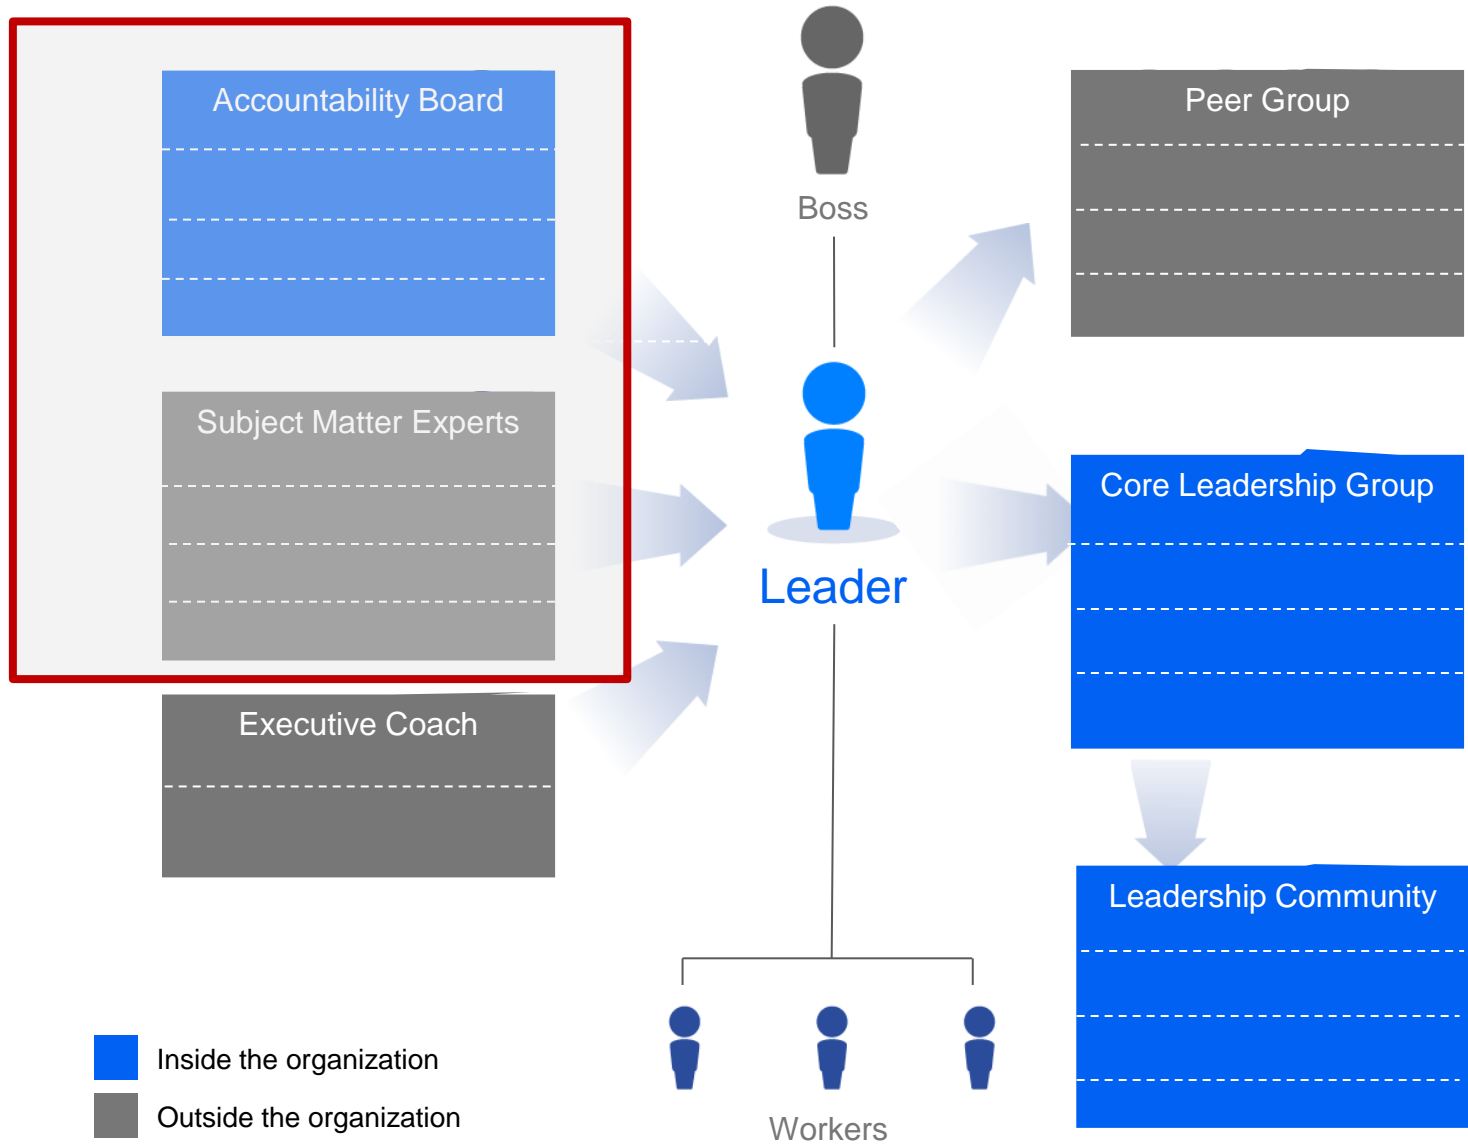 Accountability Board
Subject Matter Experts
Executive Coach
Boss
Leader
Workers
Peer Group
Core Leadership Group
Leadership Community
Inside the organization
Outside the organization